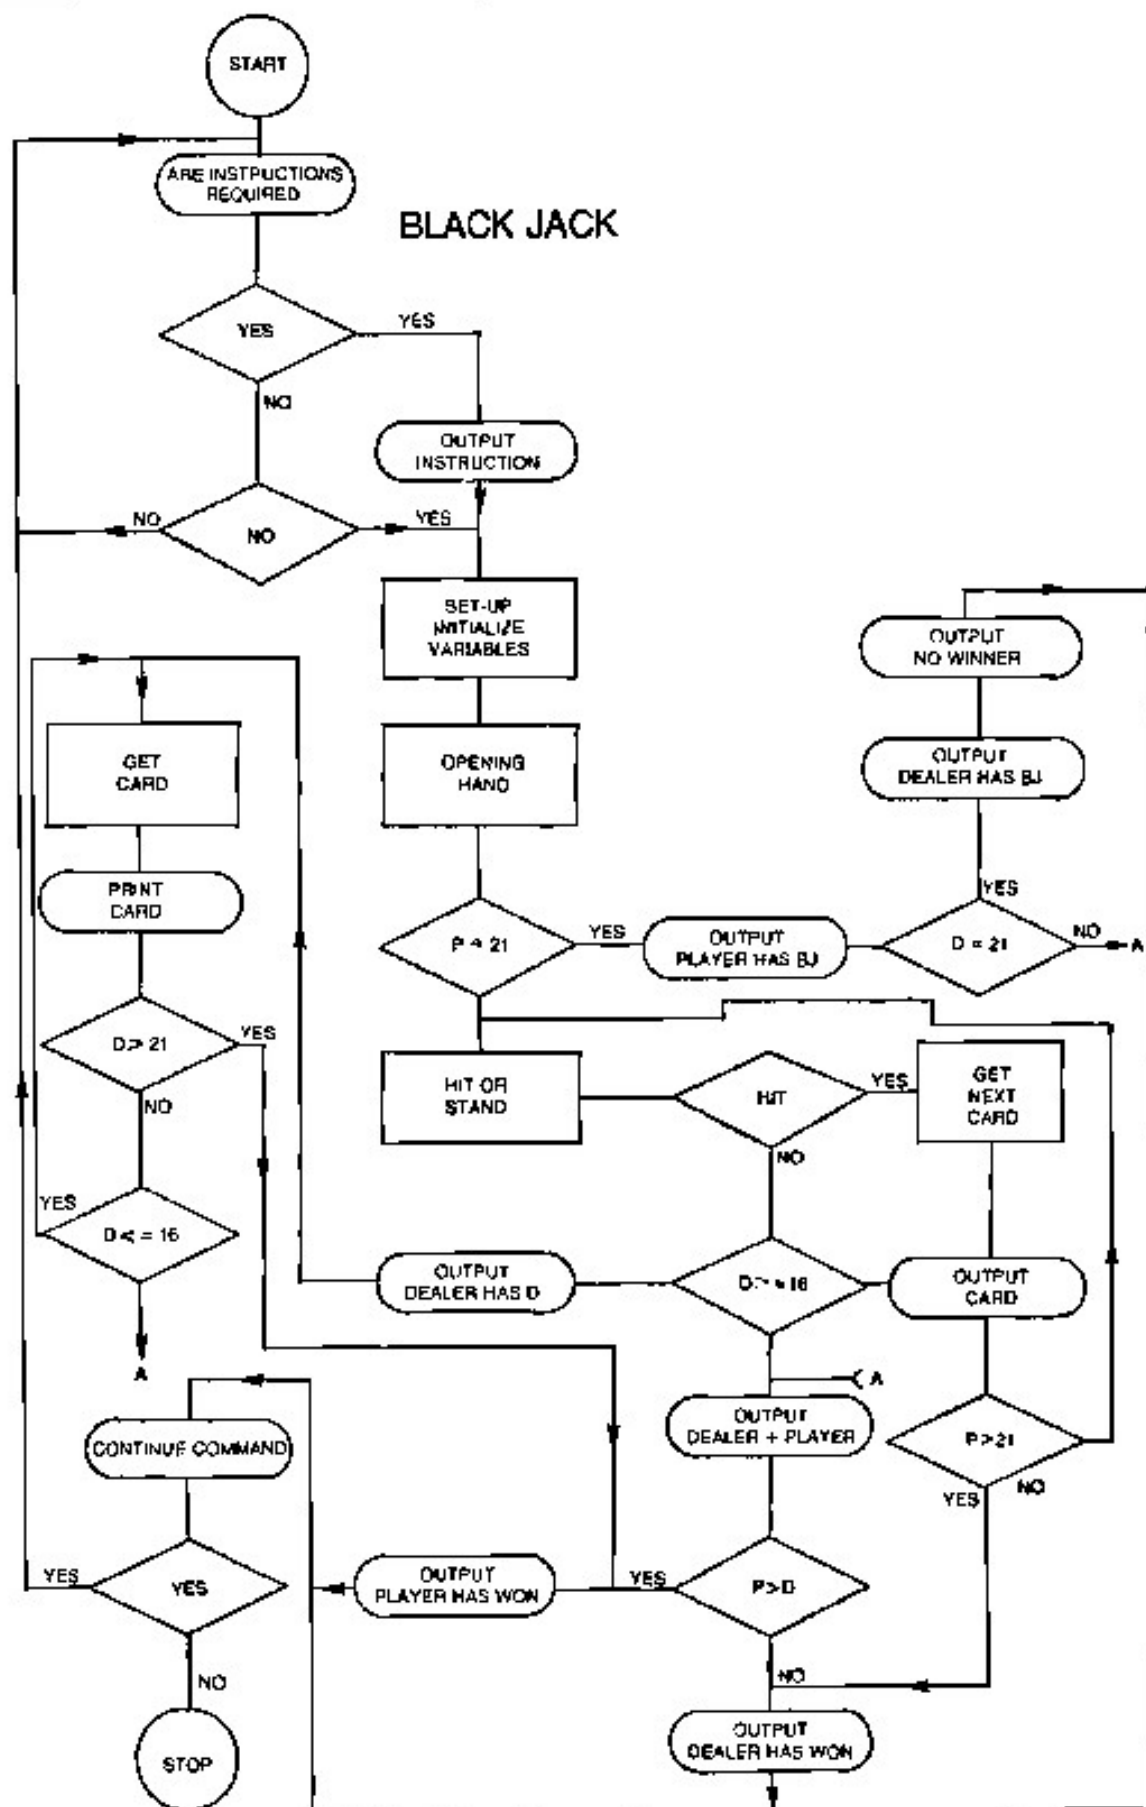 START
ARE INSTRUCTIONS
REQUIRED
BLACK JACK
YES
YES
NO
OUTPUT
INSTRUCTION
NO
NO
YES
SET-UP
INITIALIZE
VARIABLES
OUTPUT
NO WINNER
GET
CARD
OPENING
HAND
OUTPUT
DEALER HAS BJ
PRINT
CARD
YES
P = 21
YES
OUTPUT
PLAYER HAS BJ
D = 21
NO
A
D > 21
YES
NO
HIT OR
STAND
HIT
YES
GET
NEXT
CARD
NO
YES
D < = 16
OUTPUT
DEALER HAS D
D > = 16
OUTPUT
CARD
A
A
OUTPUT
DEALER + PLAYER
CONTINUE COMMAND
P > 21
YES
NO
YES
YES
OUTPUT
PLAYER HAS WON
YES
P > D
NO
NO
STOP
OUTPUT
DEALER HAS WON